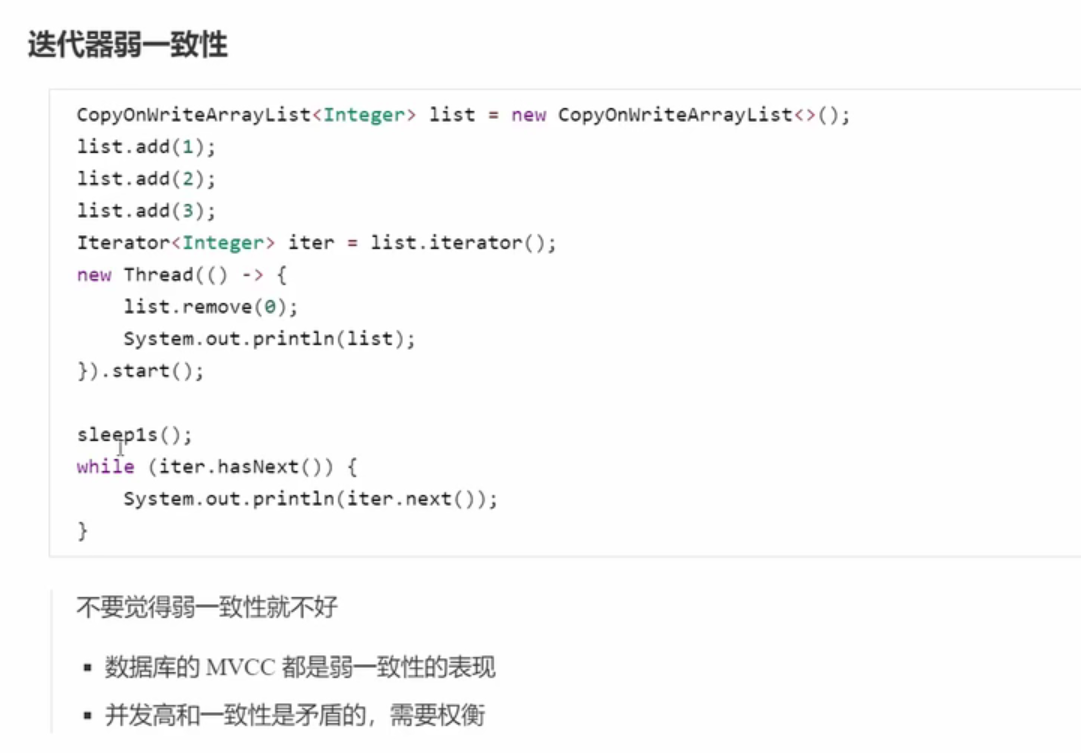 迭代器弱一致性
CopyOnWriteArrayList<Integer> list = new CopyOnWriteArrayList<>();
list.add(1);
list.add(2);
list.add(3);
Iterator<Integer> iter = list.iterator();
new Thread(() -> {
    list.remove(0);
    System.out.println(list);
}).start();
sleep1s();
while (iter.hasNext()) {
    System.out.println(iter.next());
}
不要觉得弱一致性就不好
▪ 数据库的 MVCC 都是弱一致性的表现
▪ 并发高和一致性是矛盾的，需要权衡